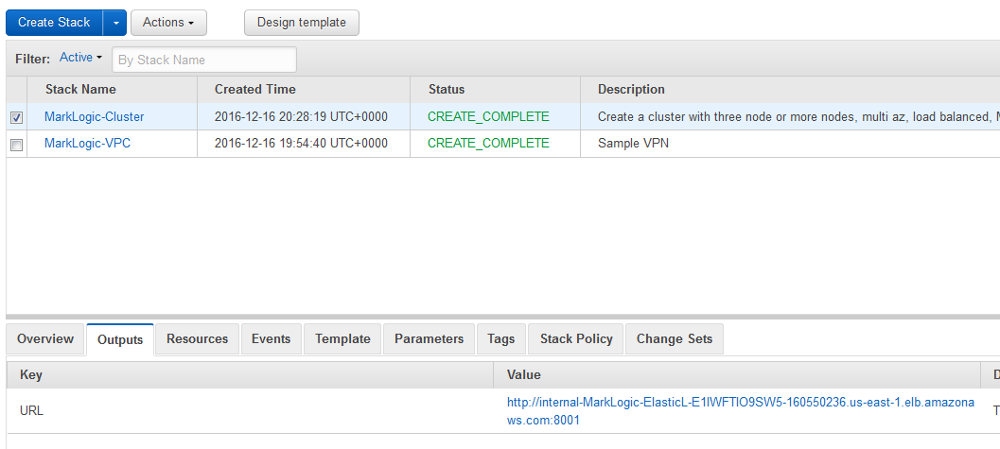 Create Stack Actions Design template
Filter: Active By Stack Name
Stack Name Created Time Status Description
MarkLogic-Cluster 2016-12-16 20:28:19 UTC+0000 CREATE_COMPLETE Create a cluster with three node or more nodes, multi az, load balanced, M
MarkLogic-VPC 2016-12-16 19:54:40 UTC+0000 CREATE_COMPLETE Sample VPN
Overview Outputs Resources Events Template Parameters Tags Stack Policy Change Sets
Key Value D
URL http://internal-MarkLogic-ElasticL-E1IWFTIO9SW5-160550236.us-east-1.elb.amazona
ws.com:8001 T